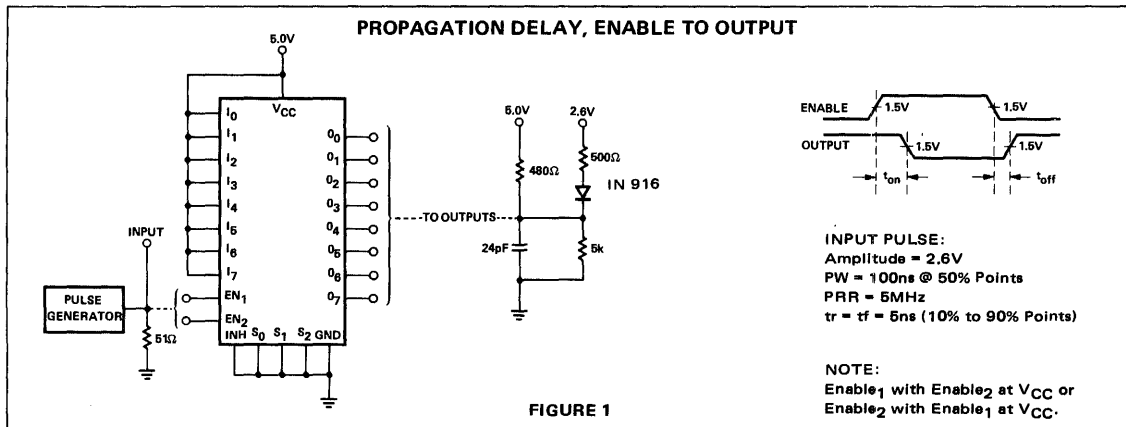 PROPAGATION DELAY, ENABLE TO OUTPUT
5.0V
VCC
I0
I1
I2
I3
I4
I5
I6
I7
EN1
EN2
INH S0 S1 S2 GND
00
01
02
03
04
05
06
07
INPUT
PULSE
GENERATOR
51Ω
TO OUTPUTS
5.0V
2.6V
480Ω
500Ω
IN 916
24pF
5k
ENABLE
1.5V
1.5V
OUTPUT
1.5V
1.5V
ton
toff
INPUT PULSE:
Amplitude = 2.6V
PW = 100ns @ 50% Points
PRR = 5MHz
tr = tf = 5ns (10% to 90% Points)
NOTE:
Enable1 with Enable2 at VCC or
Enable2 with Enable1 at VCC.
FIGURE 1